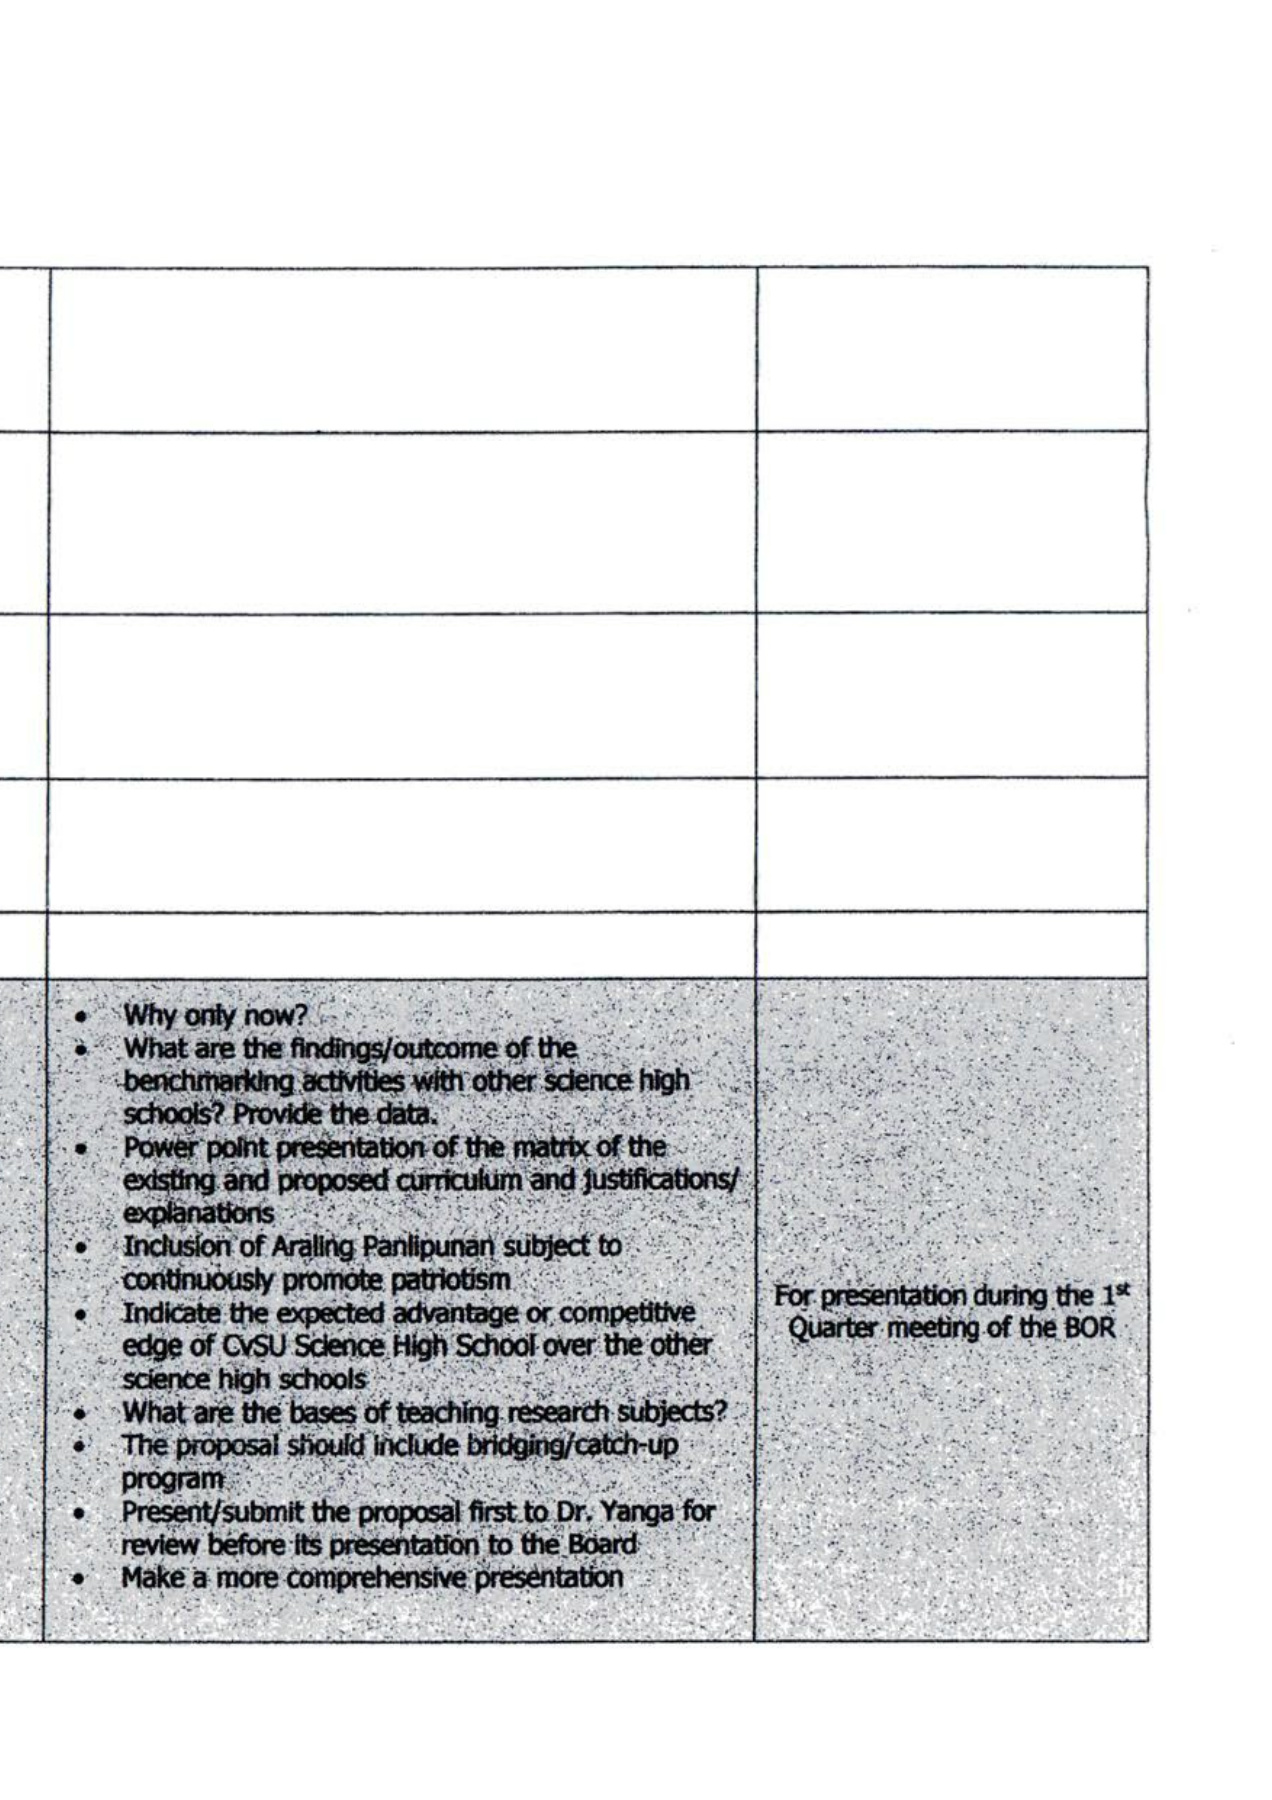 • Why only now?
• What are the findings/outcome of the
benchmarking activities with other science high
schools? Provide the data.
• Power point presentation of the matrix of the
existing and proposed curriculum and justifications/
explanations
• Inclusion of Araling Panlipunan subject to
continuously promote patriotism
• Indicate the expected advantage or competitive
edge of CvSU Science High School over the other
science high schools
• What are the bases of teaching research subjects?
• The proposal should include bridging/catch-up
program
• Present/submit the proposal first to Dr. Yanga for
review before its presentation to the Board
• Make a more comprehensive presentation
For presentation during the 1st
Quarter meeting of the BOR